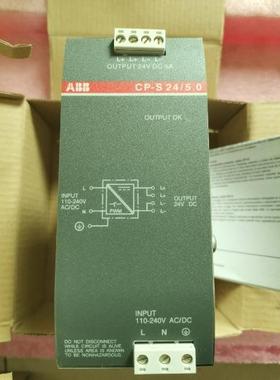 L+ L+ L- L-
OUTPUT 24V DC 5A
ABB
CP-S 24/5.0
OUTPUT OK
INPUT
110-240V
AC/DC
L
N
PWM
L+
L+
L-
L-
OUTPUT
24V DC
DO NOT DISCONNECT
WHILE CIRCUIT IS ALIVE
UNLESS AREA IS KNOWN TO
BE NONHAZARDOUS.
INPUT
110-240V AC/DC
L N